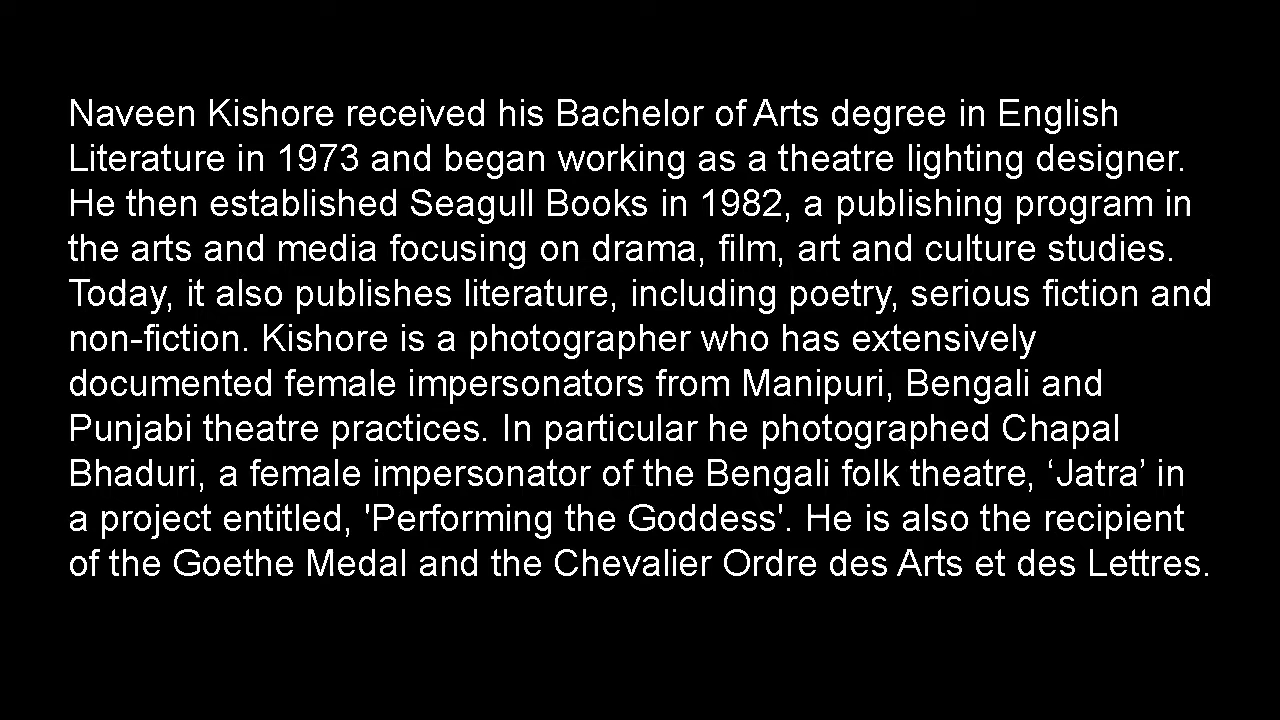 Naveen Kishore received his Bachelor of Arts degree in English
Literature in 1973 and began working as a theatre lighting designer.
He then established Seagull Books in 1982, a publishing program in
the arts and media focusing on drama, film, art and culture studies.
Today, it also publishes literature, including poetry, serious fiction and
non-fiction. Kishore is a photographer who has extensively
documented female impersonators from Manipuri, Bengali and
Punjabi theatre practices. In particular he photographed Chapal
Bhaduri, a female impersonator of the Bengali folk theatre, ‘Jatra’ in
a project entitled, 'Performing the Goddess'. He is also the recipient
of the Goethe Medal and the Chevalier Ordre des Arts et des Lettres.